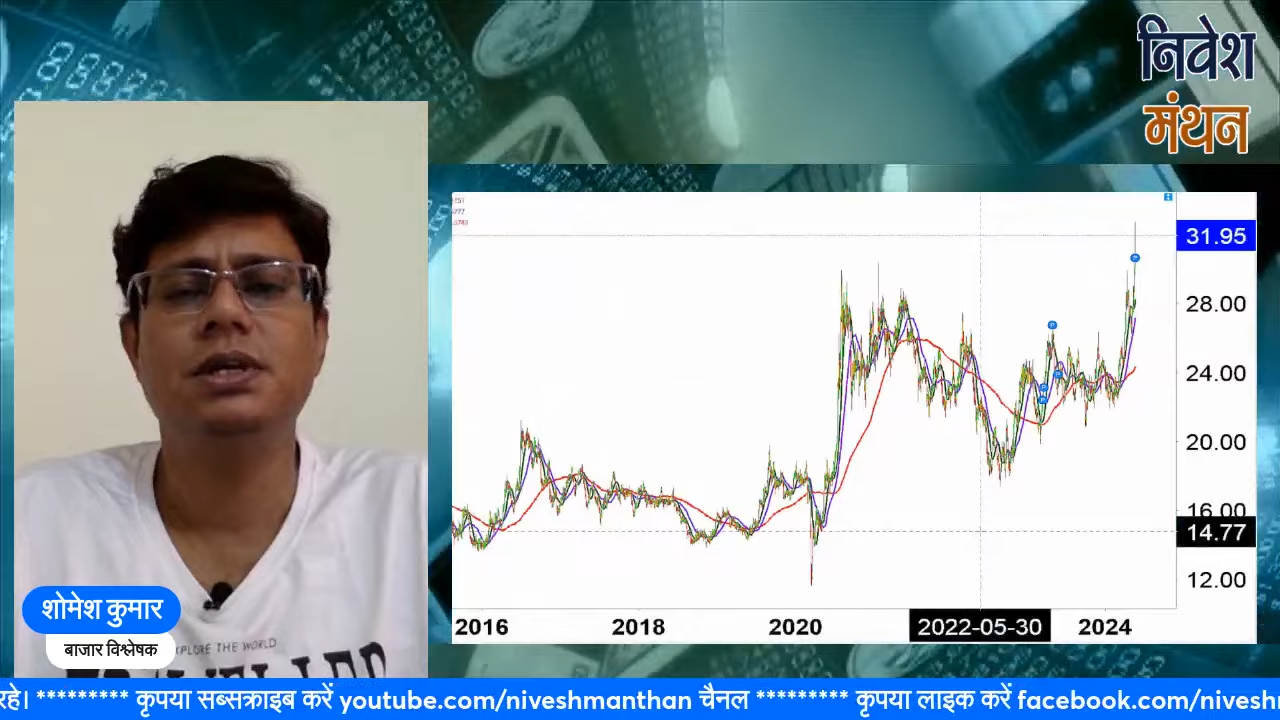 निवेश
मंथन
31.95
28.00
24.00
20.00
16.00
14.77
12.00
2016
2018
2020
2022-05-30
2024
शोमेश कुमार
बाजार विश्लेषक
EXPLORE THE WORLD
रहे। ********* कृपया सब्सक्राइब करें youtube.com/niveshmanthan चैनल ********* कृपया लाइक करें facebook.com/nivesh